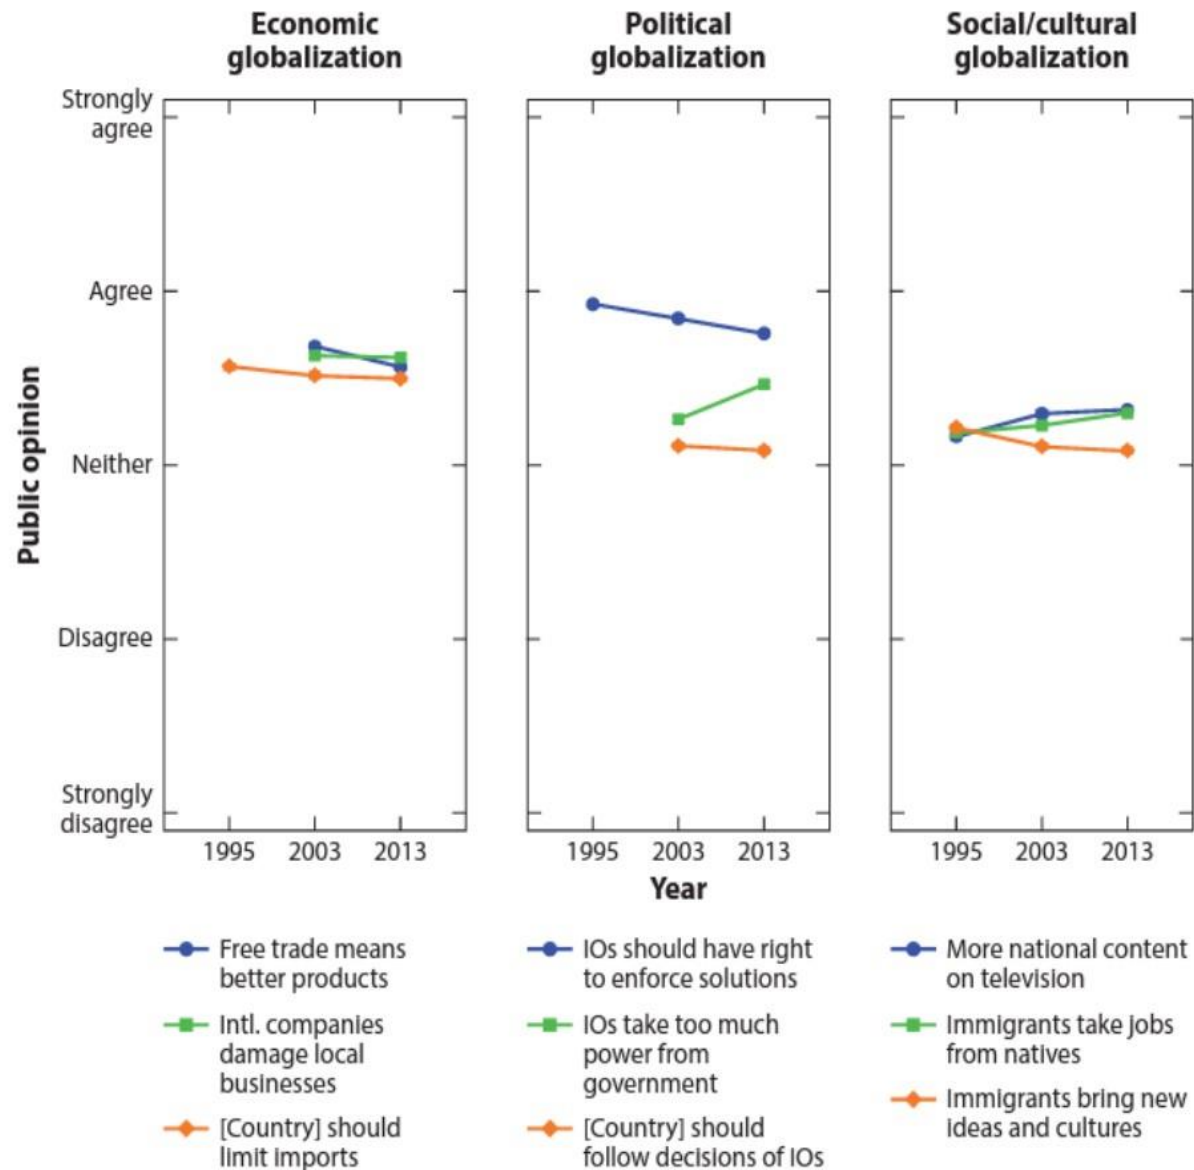 Economic
globalization
Political
globalization
Social/cultural
globalization
Strongly
agree
Agree
Neither
Disagree
Strongly
disagree
Public opinion
1995 2003 2013
1995 2003 2013
1995 2003 2013
Year
Free trade means
better products
Intl. companies
damage local
businesses
[Country] should
limit imports
IOs should have right
to enforce solutions
IOs take too much
power from
government
[Country] should
follow decisions of IOs
More national content
on television
Immigrants take jobs
from natives
Immigrants bring new
ideas and cultures